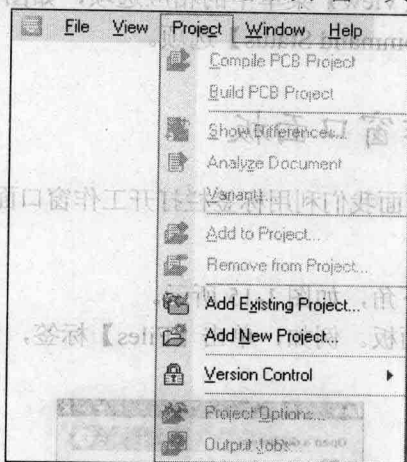 File View Project Window Help
Compile PCB Project
Build PCB Project
Show Differences...
Analyze Document
Variants
Add to Project...
Remove from Project...
Add Existing Project...
Add New Project...
Version Control
Project Options...
Output Jobs...